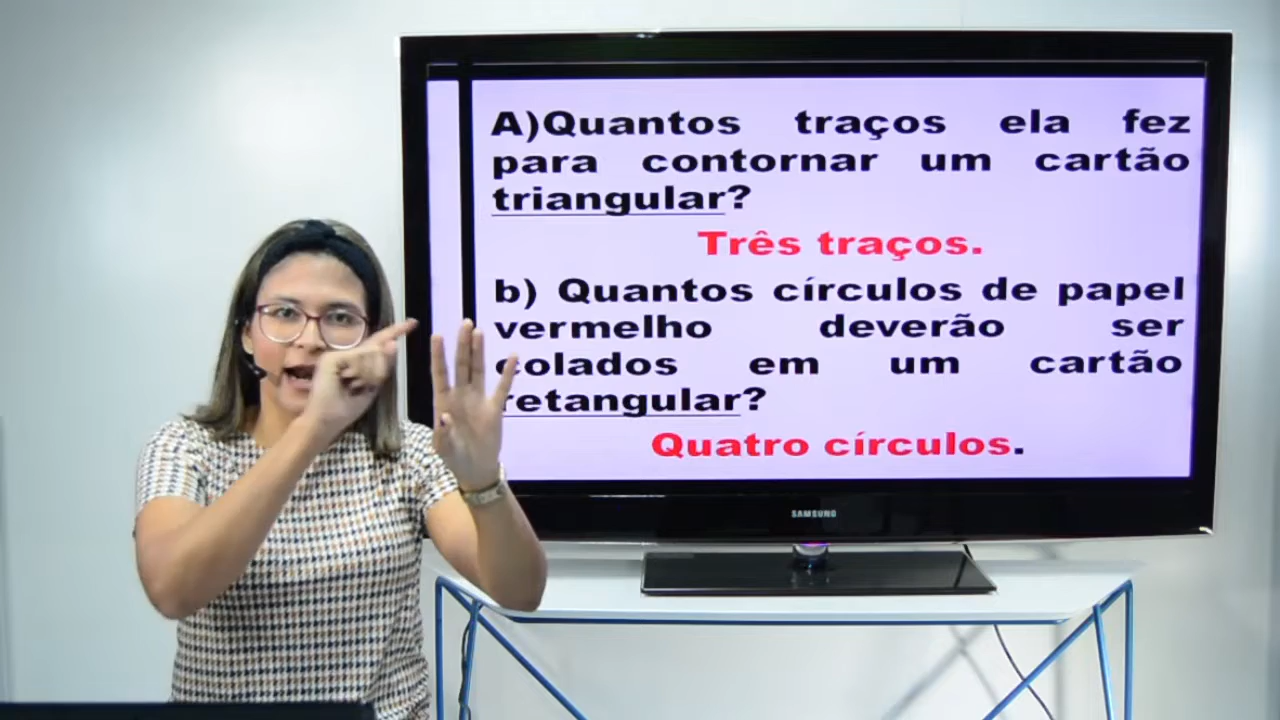 A)Quantos traços ela fez
para contornar um cartão
triangular?
Três traços.
b) Quantos círculos de papel
vermelho deverão ser
colados em um cartão
retangular?
Quatro círculos.
SAMSUNG